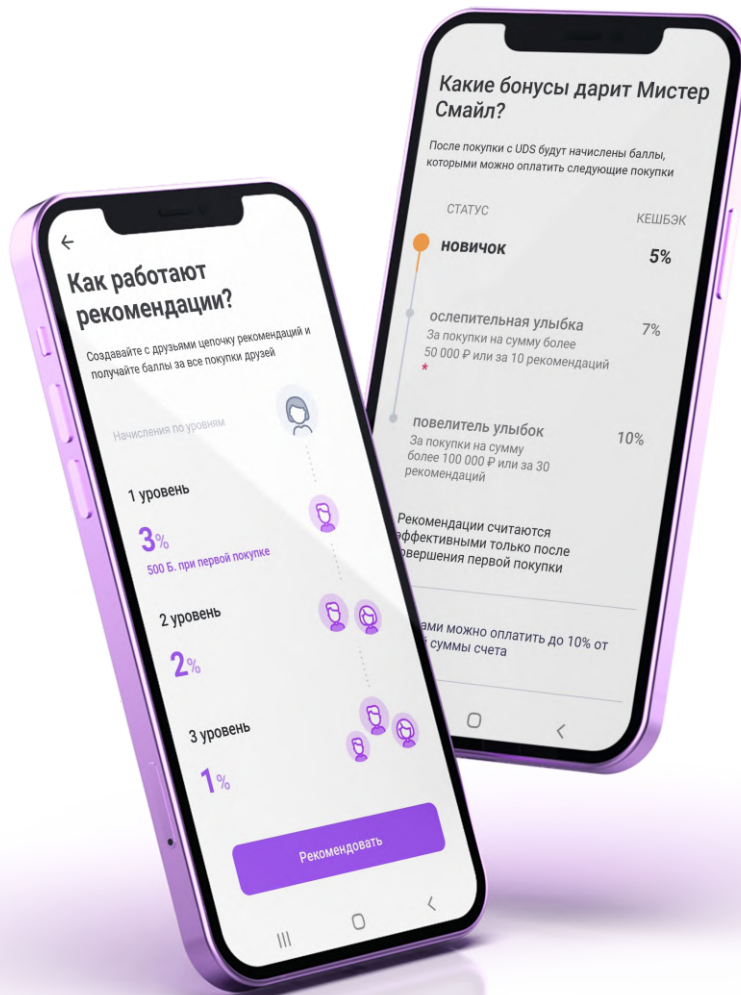 Как работают
рекомендации?
Создавайте с друзьями цепочку рекомендаций и
получайте баллы за все покупки друзей
Начисления по уровням
1 уровень
3%
500 Б. при первой покупке
2 уровень
2%
3 уровень
1%
Рекомендовать
Какие бонусы дарит Мистер
Смайл?
После покупки с UDS будут начислены баллы,
которыми можно оплатить следующие покупки
СТАТУС КЕШБЭК
новичок 5%
ослепительная улыбка 7%
За покупки на сумму более
50 000 ₽ или за 10 рекомендаций
*
повелитель улыбок 10%
За покупки на сумму
более 100 000 ₽ или за 30
рекомендаций
Рекомендации считаются
эффективными только после
совершения первой покупки
можно оплатить до 10% от
суммы счета